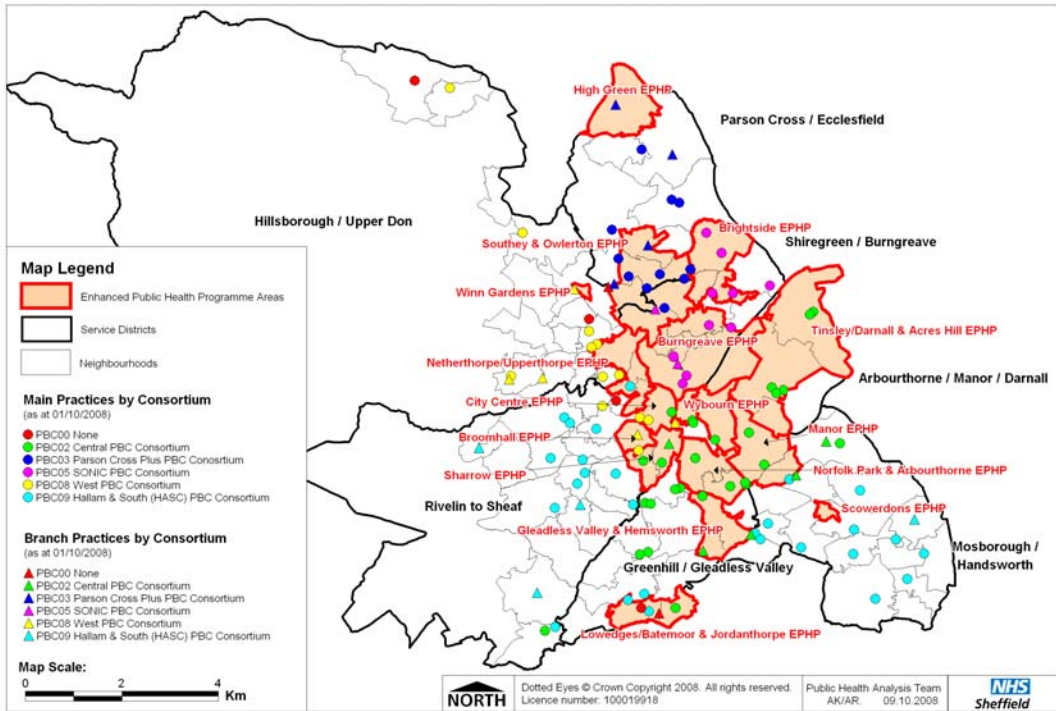 High Green EPHP
Parson Cross / Ecclesfield
Hillsborough / Upper Don
Brightside EPHP
Southey & Owlerton EPHP
Shiregreen / Burngreave
Winn Gardens EPHP
Tinsley/Darnall & Acres Hill EPHP
Burngreave EPHP
Netherthorpe/Upperthorpe EPHP
Arbourthorne / Manor / Darnall
City Centre EPHP
Wybourn EPHP
Broomhall EPHP
Manor EPHP
Sharrow EPHP
Norfolk Park & Arbourthorne EPHP
Rivelin to Sheaf
Scowerdons EPHP
Gleadless Valley & Hemsworth EPHP
Mosborough /
Handsworth
Greenhill / Gleadless Valley
Lowedges/Batemoor & Jordanthorpe EPHP
Map Legend
Enhanced Public Health Programme Areas
Service Districts
Neighbourhoods
Main Practices by Consortium
(as at 01/10/2008)
PBC00 None
PBC02 Central PBC Consortium
PBC03 Parson Cross Plus PBC Consosrtium
PBC05 SONIC PBC Consortium
PBC08 West PBC Consortium
PBC09 Hallam & South (HASC) PBC Consortium
Branch Practices by Consortium
(as at 01/10/2008)
PBC00 None
PBC02 Central PBC Consortium
PBC03 Parson Cross Plus PBC Consortium
PBC05 SONIC PBC Consortium
PBC08 West PBC Consortium
PBC09 Hallam & South (HASC) PBC Consortium
Map Scale:
0 2 4
Km
NORTH
Dotted Eyes © Crown Copyright 2008. All rights reserved.
Licence number: 100019918
Public Health Analysis Team
AK/AR. 09.10.2008
NHS
Sheffield